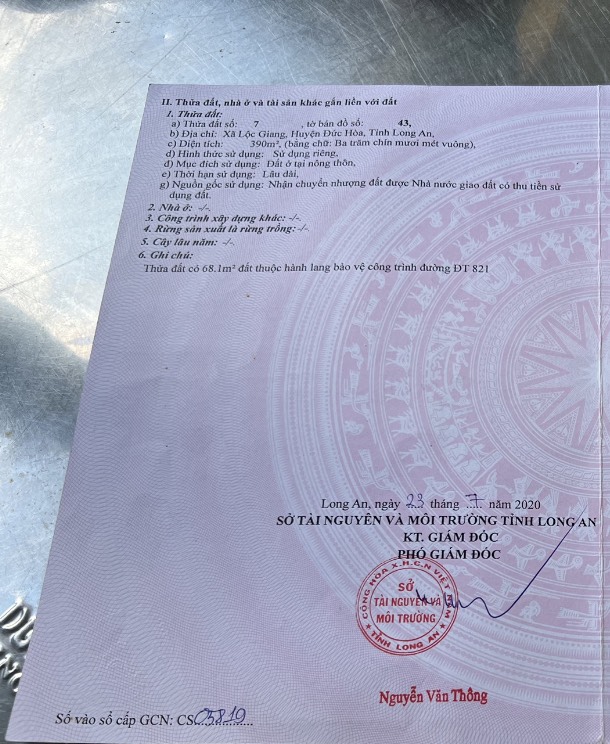 II. Thửa đất, nhà ở và tài sản khác gắn liền với đất
1. Thửa đất:
a) Thửa đất số: 7 , tờ bản đồ số: 43,
b) Địa chỉ: Xã Lộc Giang, Huyện Đức Hòa, Tỉnh Long An,
c) Diện tích: 390m², (bằng chữ: Ba trăm chín mươi mét vuông),
d) Hình thức sử dụng: Sử dụng riêng,
đ) Mục đích sử dụng: Đất ở tại nông thôn,
e) Thời hạn sử dụng: Lâu dài,
g) Nguồn gốc sử dụng: Nhận chuyển nhượng đất được Nhà nước giao đất có thu tiền sử
dụng đất.
2. Nhà ở: -/-
3. Công trình xây dựng khác: -/-
4. Rừng sản xuất là rừng trồng: -/-
5. Cây lâu năm: -/-
6. Ghi chú:
Thửa đất có 68.1m² đất thuộc hành lang bảo vệ công trình đường ĐT 821
Long An, ngày 23 tháng 7 năm 2020
SỞ TÀI NGUYÊN VÀ MÔI TRƯỜNG TỈNH LONG AN
KT. GIÁM ĐỐC
PHÓ GIÁM ĐỐC
CỘNG HÒA X.H.C.N VIỆT NAM
SỞ
TÀI NGUYÊN VÀ
MÔI TRƯỜNG
TỈNH LONG AN
Nguyễn Văn Thông
Số vào sổ cấp GCN: CS05819